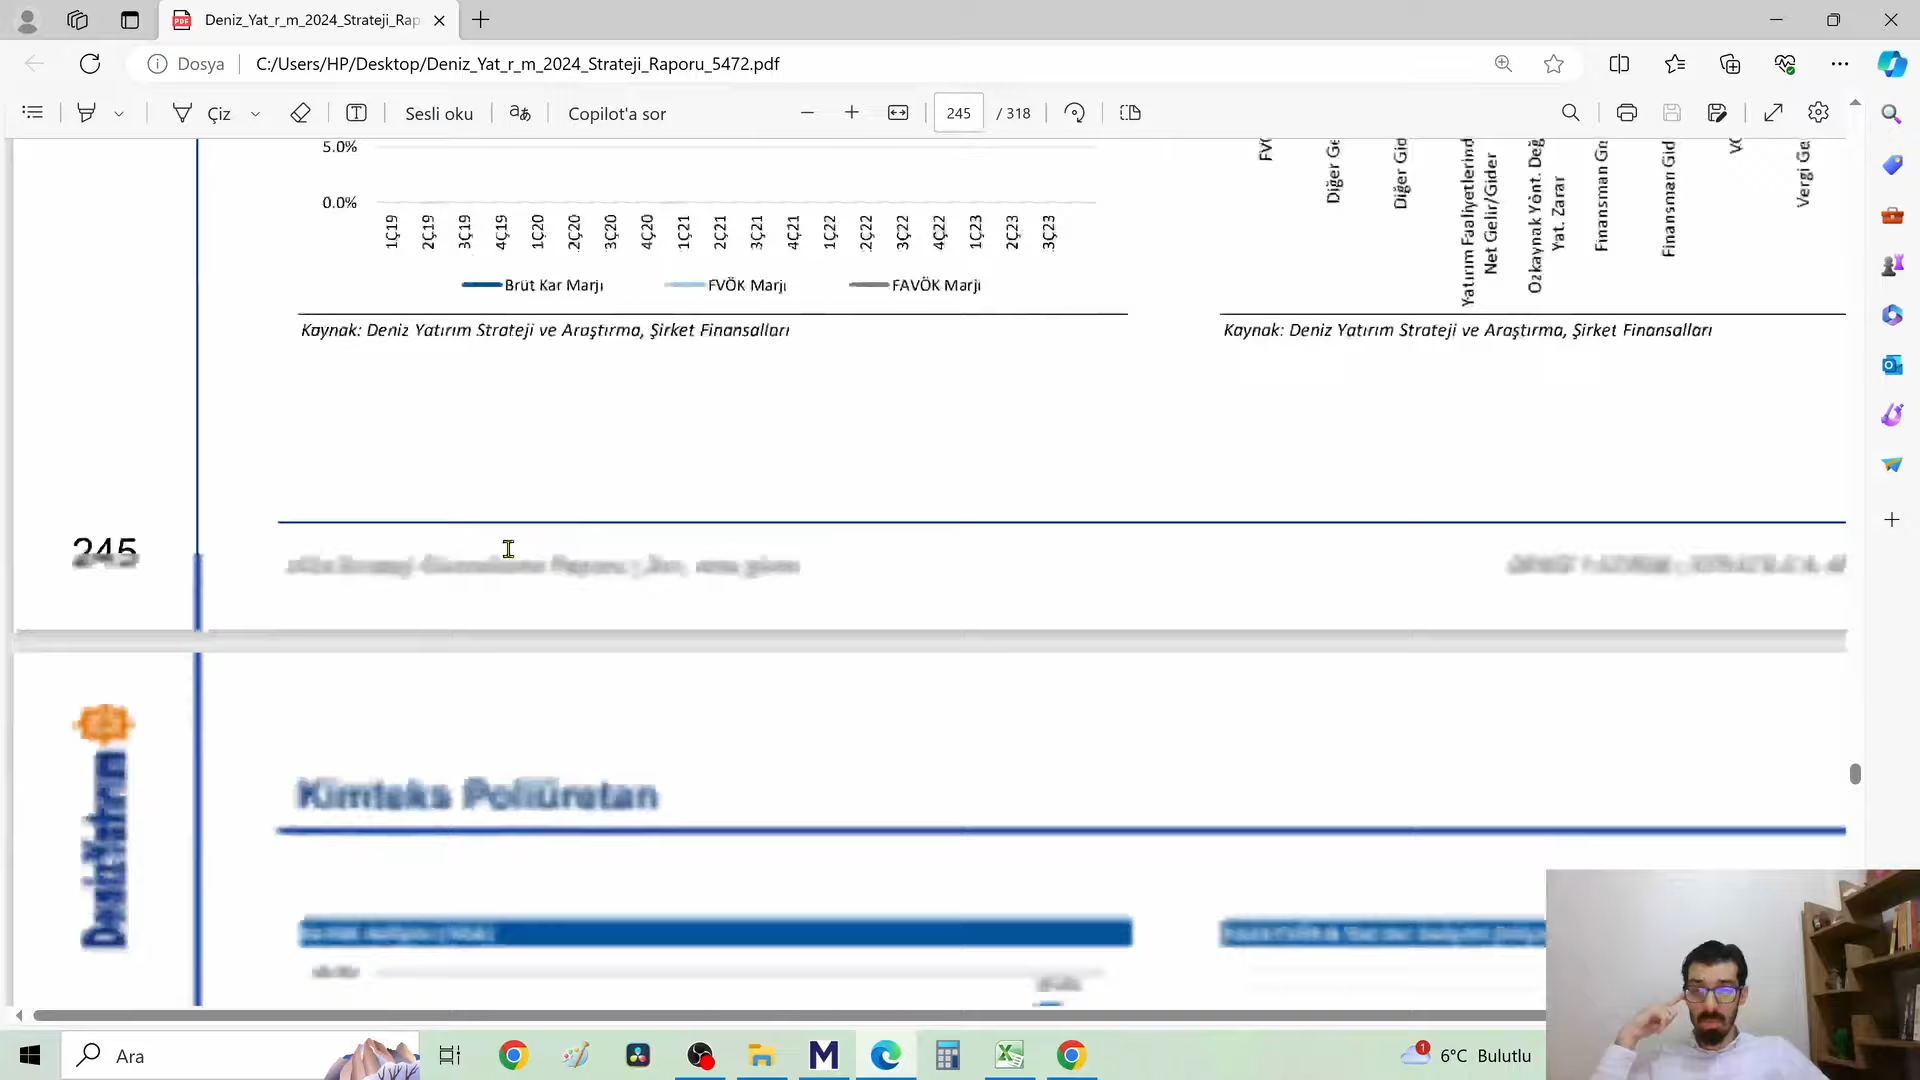 Deniz_Yat_r_m_2024_Strateji_Rap
Dosya
C:/Users/HP/Desktop/Deniz_Yat_r_m_2024_Strateji_Raporu_5472.pdf
Çiz
Sesli oku
Copilot'a sor
245 / 318
5.0%
0.0%
1Ç19 2Ç19 3Ç19 4Ç19 1Ç20 2Ç20 3Ç20 4Ç20 1Ç21 2Ç21 3Ç21 4Ç21 1Ç22 2Ç22 3Ç22 4Ç22 1Ç23 2Ç23 3Ç23
Brüt Kar Marjı FVÖK Marjı FAVÖK Marjı
Kaynak: Deniz Yatırım Strateji ve Araştırma, Şirket Finansalları
FVÖ
Diğer Ge
Diğer Gid
Yatırım Faaliyetlerind
Net Gelir/Gider
Özkaynak Yönt. Değ
Yat. Zarar
Finansman Gn
Finansman Gid
Vergi Ge
Kaynak: Deniz Yatırım Strateji ve Araştırma, Şirket Finansalları
245
DenizYatırım
Kimteks Poliüretan
Ara
1
6°C Bulutlu